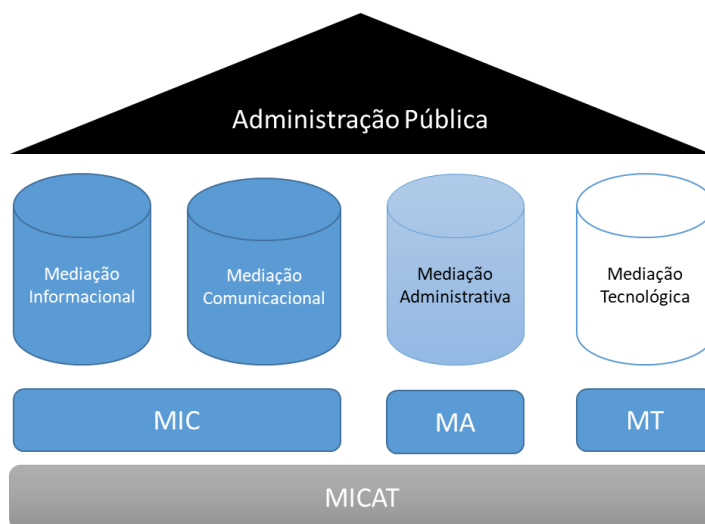 Administração Pública
Mediação
Informacional
Mediação
Comunicacional
Mediação
Administrativa
Mediação
Tecnológica
MIC
MA
MT
MICAT